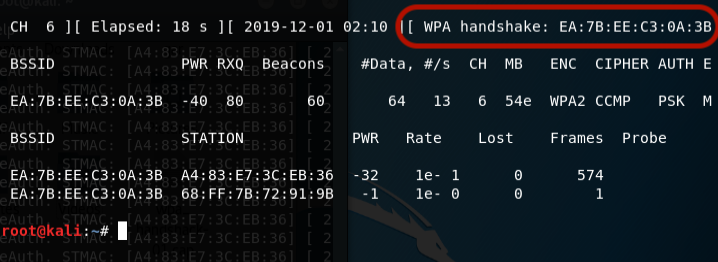 CH  6 ][ Elapsed: 18 s ][ 2019-12-01 02:10 ][ WPA handshake: EA:7B:EE:C3:0A:3B
BSSID              PWR RXQ  Beacons    #Data, #/s  CH  MB   ENC  CIPHER AUTH E
EA:7B:EE:C3:0A:3B  -40  80       60       64   13   6  54e  WPA2 CCMP   PSK  M
BSSID              STATION            PWR   Rate    Lost    Frames  Probe
EA:7B:EE:C3:0A:3B  A4:83:E7:3C:EB:36  -32    1e- 1      0      574
EA:7B:EE:C3:0A:3B  68:FF:7B:72:91:9B   -1    1e- 0      0        1
root@kali:~#